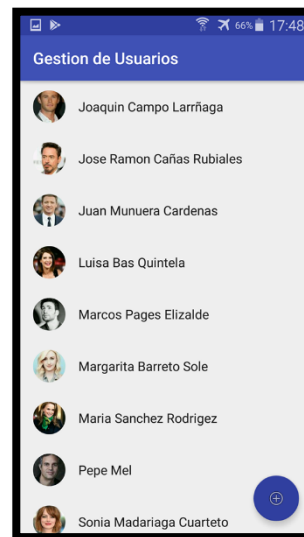 66% 17:48
Gestion de Usuarios
Joaquin Campo Larrñaga
Jose Ramon Cañas Rubiales
Juan Munuera Cardenas
Luisa Bas Quintela
Marcos Pages Elizalde
Margarita Barreto Sole
Maria Sanchez Rodrigez
Pepe Mel
Sonia Madariaga Cuarteto